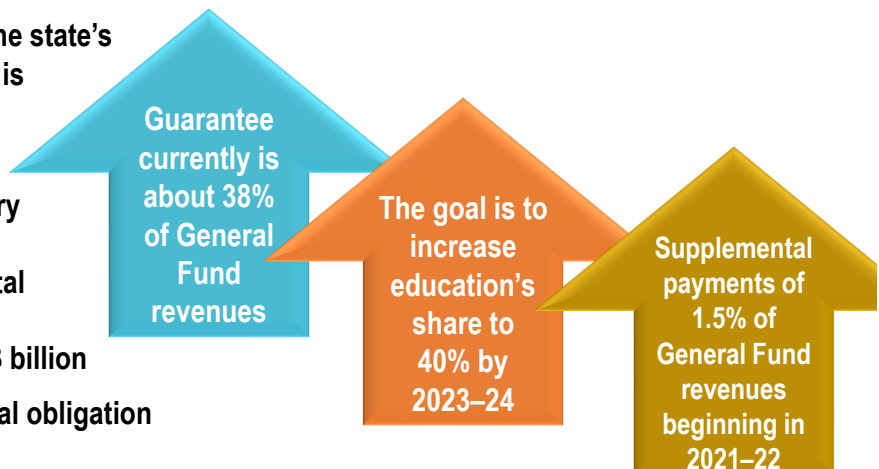 ne state's
is
ry
tal
billion
al obligation
Guarantee
currently is
about 38%
of General
Fund
revenues
The goal is to
increase
education's
share to
40% by
2023–24
Supplemental
payments of
1.5% of
General Fund
revenues
beginning in
2021–22